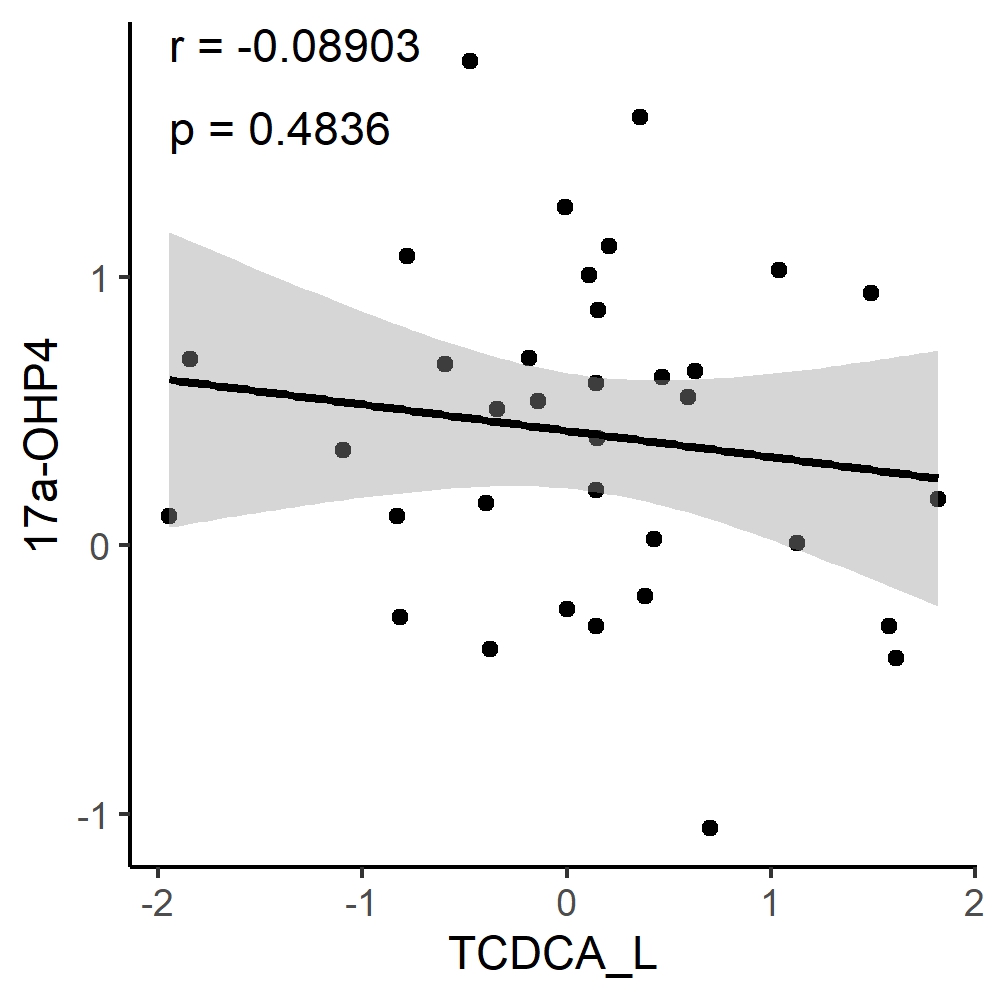 r = -0.08903
p = 0.4836
17a-OHP4
1
0
-1
-2
-1
0
1
2
TCDCA_L